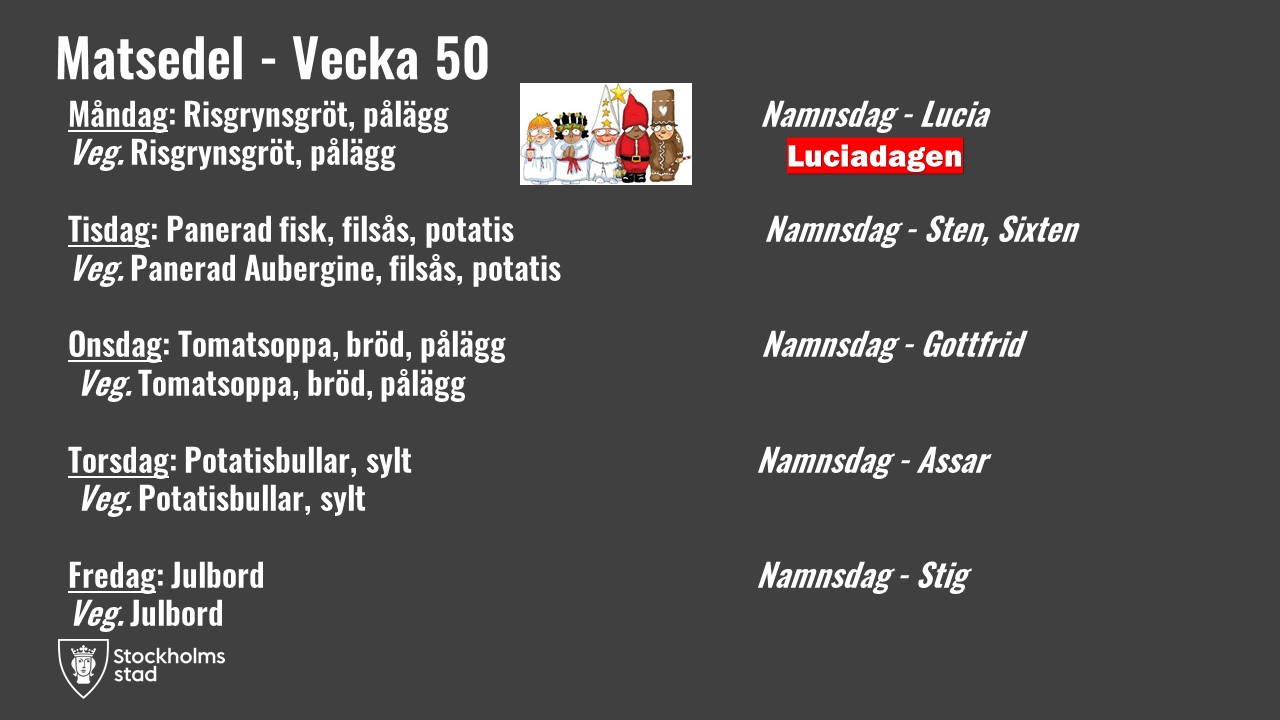 Matsedel - Vecka 50
Måndag: Risgrynsgröt, pålägg
Namnsdag - Lucia
Veg. Risgrynsgröt, pålägg
Luciadagen
Tisdag: Panerad fisk, filsås, potatis
Namnsdag - Sten, Sixten
Veg. Panerad Aubergine, filsås, potatis
Onsdag: Tomatsoppa, bröd, pålägg
Namnsdag - Gottfrid
Veg. Tomatsoppa, bröd, pålägg
Torsdag: Potatisbullar, sylt
Namnsdag - Assar
Veg. Potatisbullar, sylt
Fredag: Julbord
Namnsdag - Stig
Veg. Julbord
Stockholms
stad